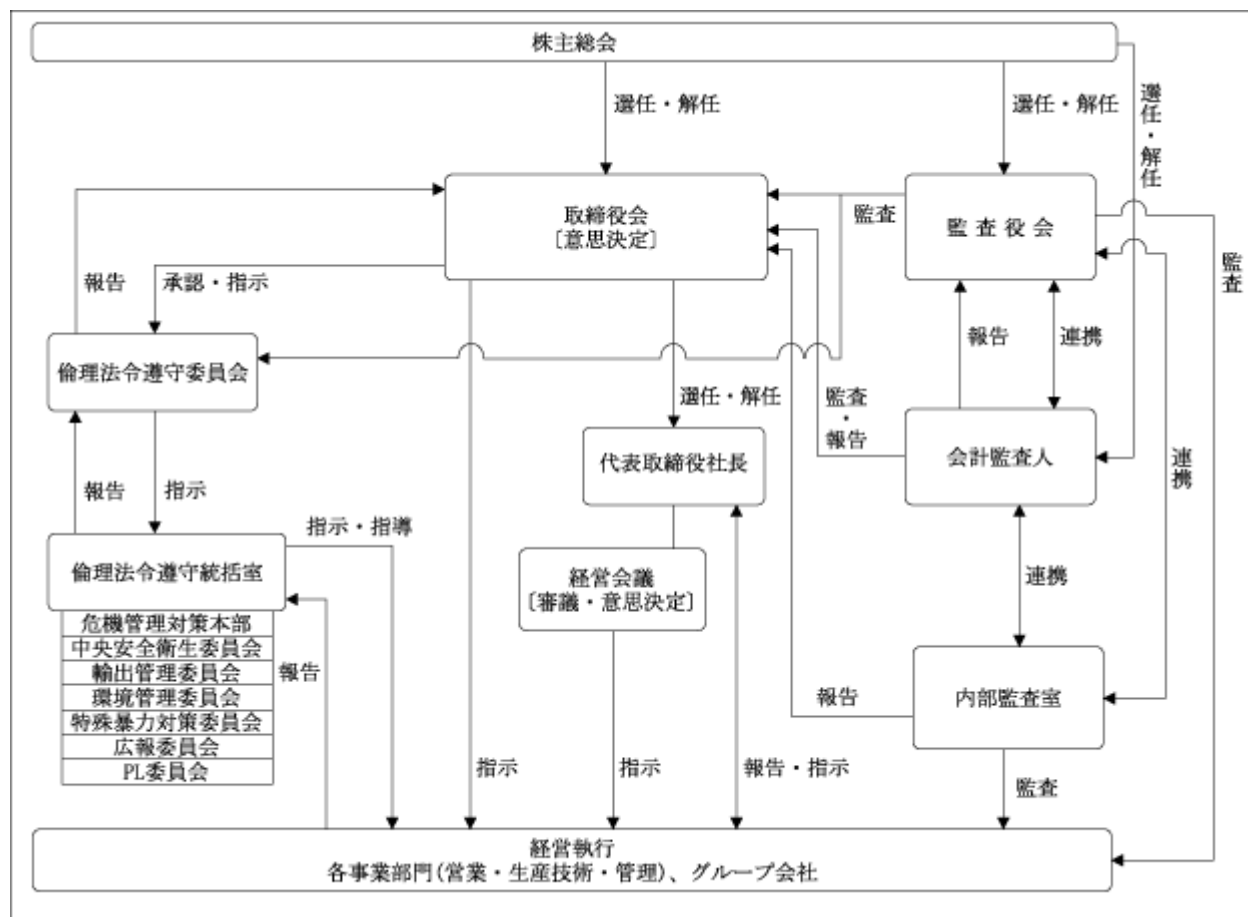 株主総会
選任・解任
選任・解任
選任・解任
取締役会
〔意思決定〕
監査
監査役会
監査
報告
承認・指示
報告
連携
倫理法令遵守委員会
選任・解任
監査・報告
代表取締役社長
会計監査人
連携
報告
指示
指示・指導
倫理法令遵守統括室
経営会議
〔審議・意思決定〕
連携
危機管理対策本部
中央安全衛生委員会
輸出管理委員会
環境管理委員会
特殊暴力対策委員会
広報委員会
PL委員会
報告
報告
内部監査室
指示
指示
報告・指示
監査
経営執行
各事業部門(営業・生産技術・管理)、グループ会社